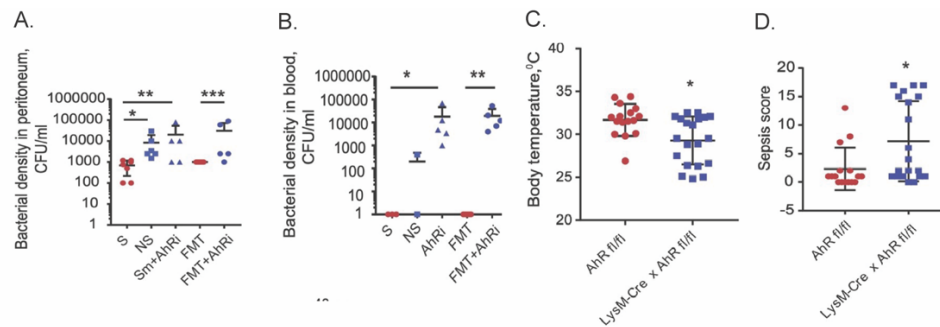 A.
Bacterial density in peritoneum,
CFU/ml
1000000
100000
10000
1000
100
10
1
*
**
***
S
NS
Sm+AhRi
FMT
FMT+AhRi
B.
Bacterial density in blood,
CFU/ml
1000000
100000
10000
1000
100
10
1
*
**
S
NS
AhRi
FMT
FMT+AhRi
C.
Body temperature,⁰C
40
35
30
25
20
*
AhR fl/fl
LysM-Cre x AhR fl/fl
D.
Sepsis score
20
15
10
5
0
-5
*
AhR fl/fl
LysM-Cre x AhR fl/fl